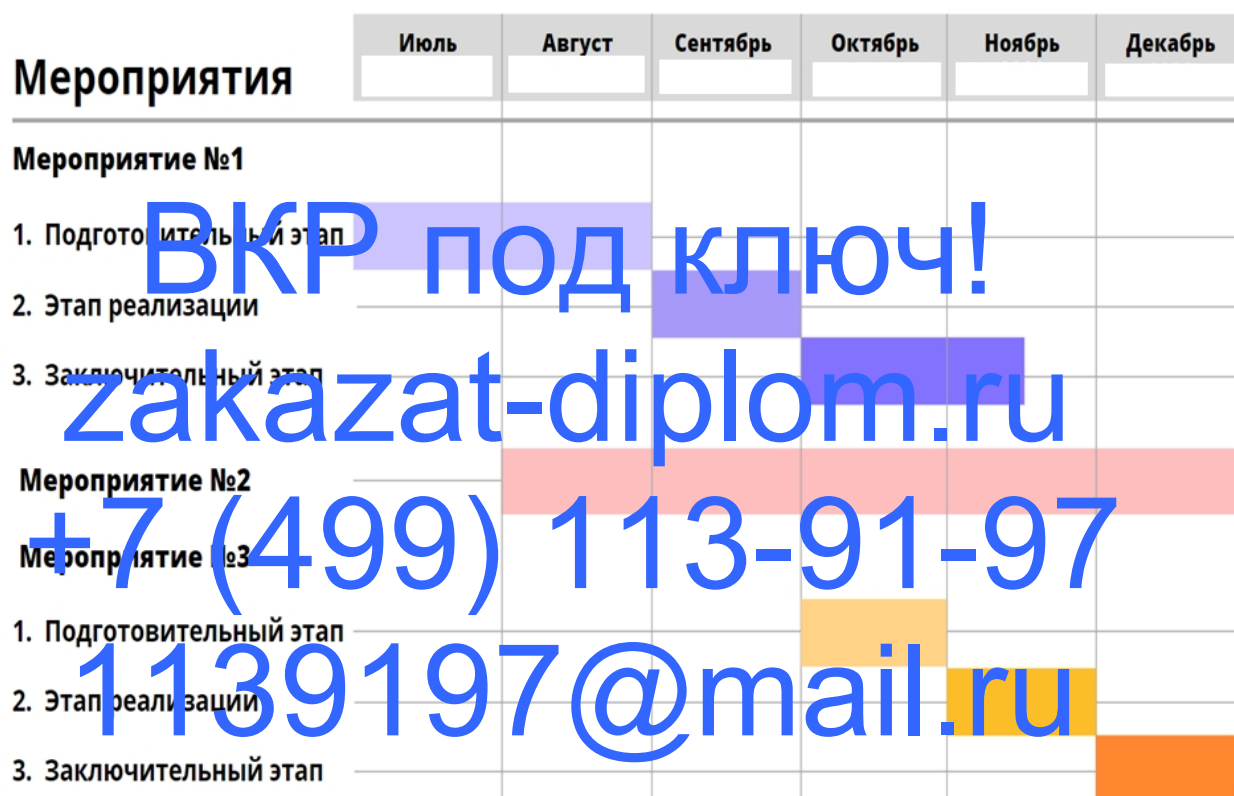 Июль Август Сентябрь Октябрь Ноябрь Декабрь
Мероприятия
Мероприятие №1
1. Подготовительный этап
ВКР под ключ!
2. Этап реализации
3. Заключительный этап
zakazat-diplom.ru
Мероприятие №2
+7 (499) 113-91-97
Мероприятие №3
1. Подготовительный этап
1139197@mail.ru
2. Этап реализации
3. Заключительный этап